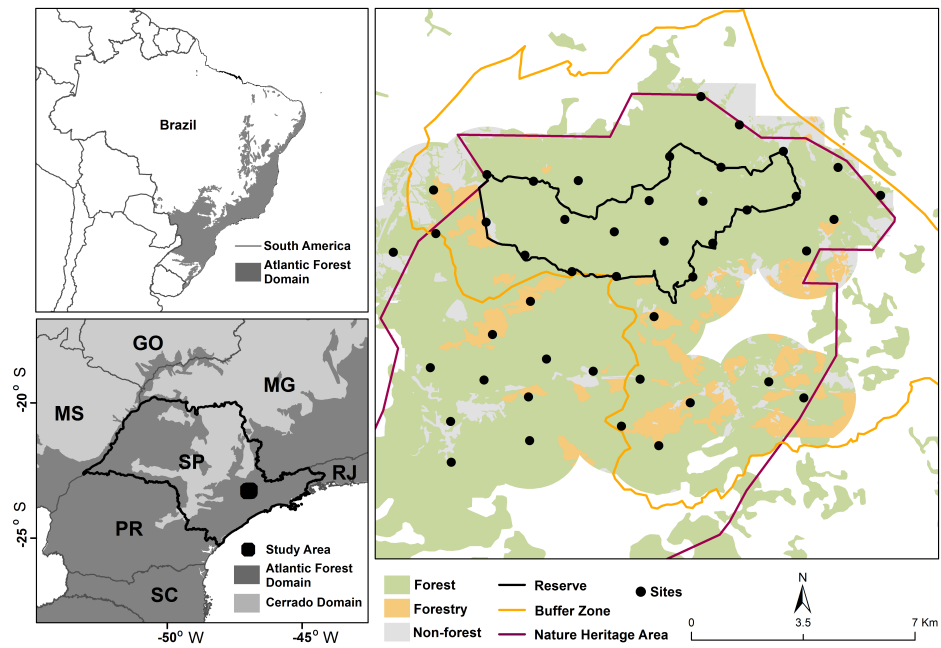 Brazil
South America
Atlantic Forest
Domain
GO
MG
MS
SP
RJ
PR
SC
-20° S
-25° S
-50° W
-45° W
Study Area
Atlantic Forest
Domain
Cerrado Domain
Forest
Forestry
Non-forest
Reserve
Buffer Zone
Nature Heritage Area
Sites
N
0
3.5
7 Km